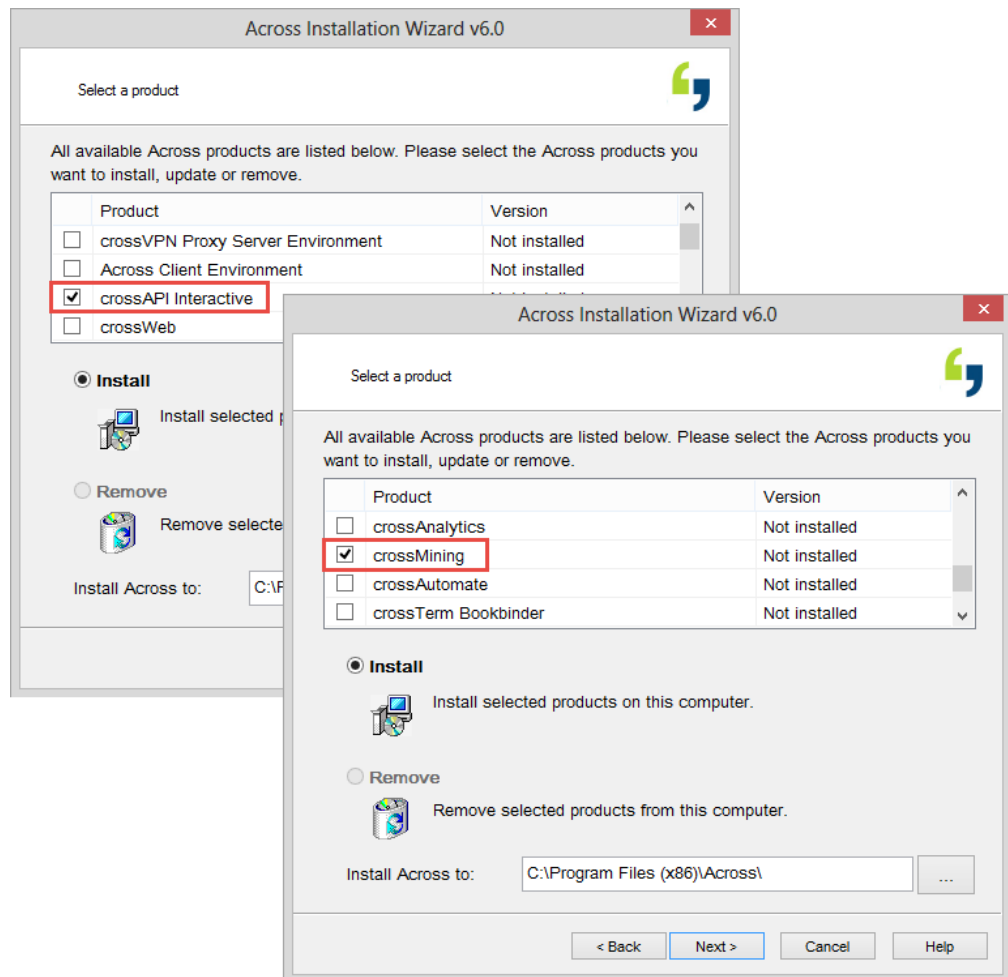 Across Installation Wizard v6.0
Select a product
All available Across products are listed below. Please select the Across products you
want to install, update or remove.
Product Version
crossVPN Proxy Server Environment Not installed
Across Client Environment Not installed
crossAPI Interactive
crossWeb
Install
Install selected
Remove
Remove
Install Across to: C:\
Across Installation Wizard v6.0
Select a product
All available Across products are listed below. Please select the Across products you
want to install, update or remove.
Product Version
crossAnalytics Not installed
crossMining Not installed
crossAutomate Not installed
crossTerm Bookbinder Not installed
Install
Install selected products on this computer.
Remove
Remove selected products from this computer.
Install Across to: C:\Program Files (x86)\Across\ ...
< Back Next > Cancel Help